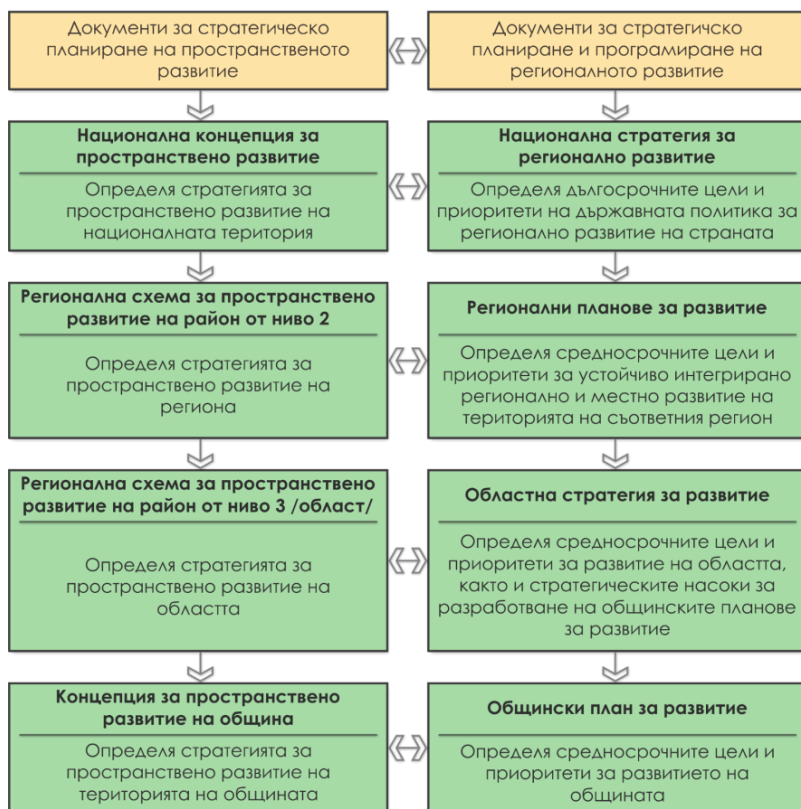 Документи за стратегическо
планиране на пространственото
развитие
Документи за стратегичско
планиране и програмиране на
регионалното развитие
Национална концепция за
пространствено развитие
Определя стратегията за
пространствено развитие на
националната територия
Национална стратегия за
регионално развитие
Определя дългосрочните цели и
приоритети на държавната политика за
регионално развитие на страната
Регионална схема за пространствено
развитие на район от ниво 2
Определя стратегията за
пространствено развитие на
региона
Регионални планове за развитие
Определя средносрочните цели и
приоритети за устойчиво интегрирано
регионално и местно развитие на
територията на съответния регион
Регионална схема за пространствено
развитие на район от ниво 3 /област/
Определя стратегията за
пространствено развитие на
областта
Областна стратегия за развитие
Определя средносрочните цели и
приоритети за развитие на областта,
както и стратегическите насоки за
разработване на общинските планове
за развитие
Концепция за пространствено
развитие на община
Определя стратегията за
пространствено развитие на
територията на общината
Общински план за развитие
Определя средносрочните цели и
приоритети за развитието на
общината